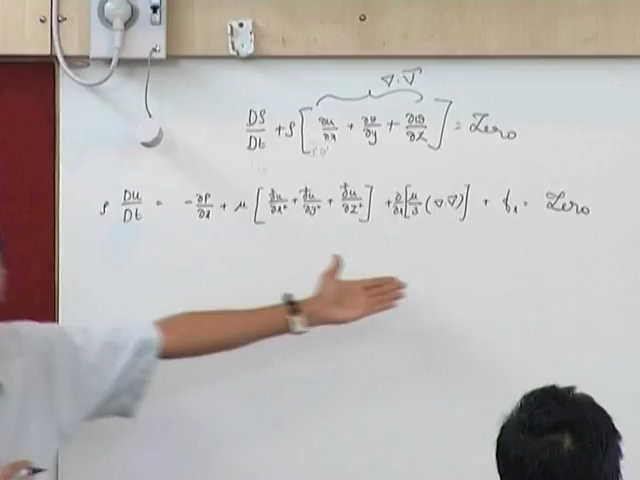 ∇·V̄
Dρ/Dt + ρ[∂u/∂x + ∂v/∂y + ∂w/∂z] = Zero
ρ Du/Dt = -∂P/∂x + μ[∂²u/∂x² + ∂²u/∂y² + ∂²u/∂z²] + ∂/∂x[μ/3 (∇·V̄)] + fx = Zero